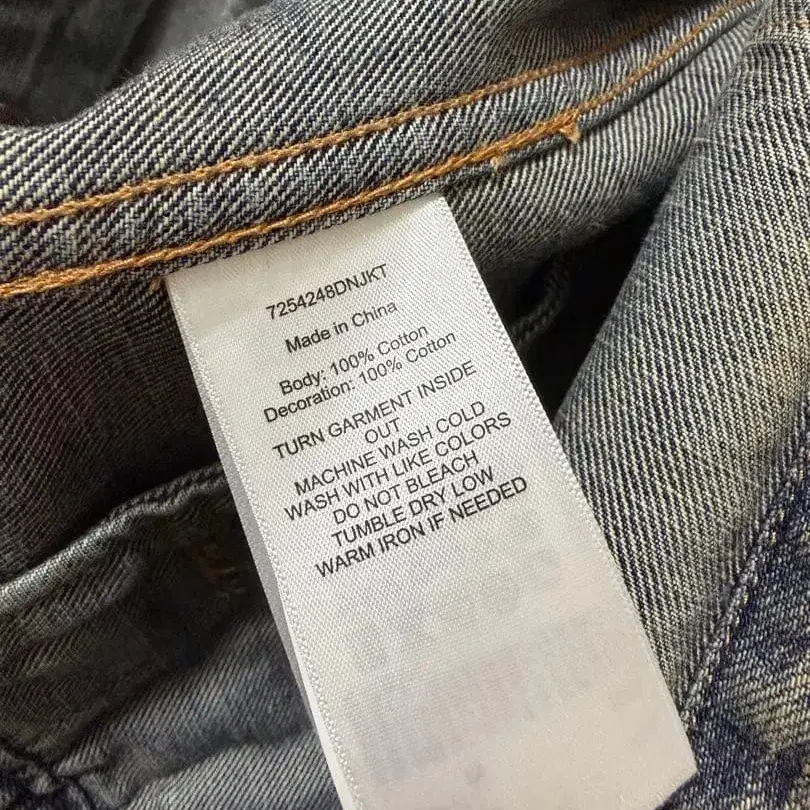 7254248DNJKT
Made in China
Body: 100% Cotton
Decoration: 100% Cotton
TURN GARMENT INSIDE
OUT
MACHINE WASH COLD
WASH WITH LIKE COLORS
DO NOT BLEACH
TUMBLE DRY LOW
WARM IRON IF NEEDED